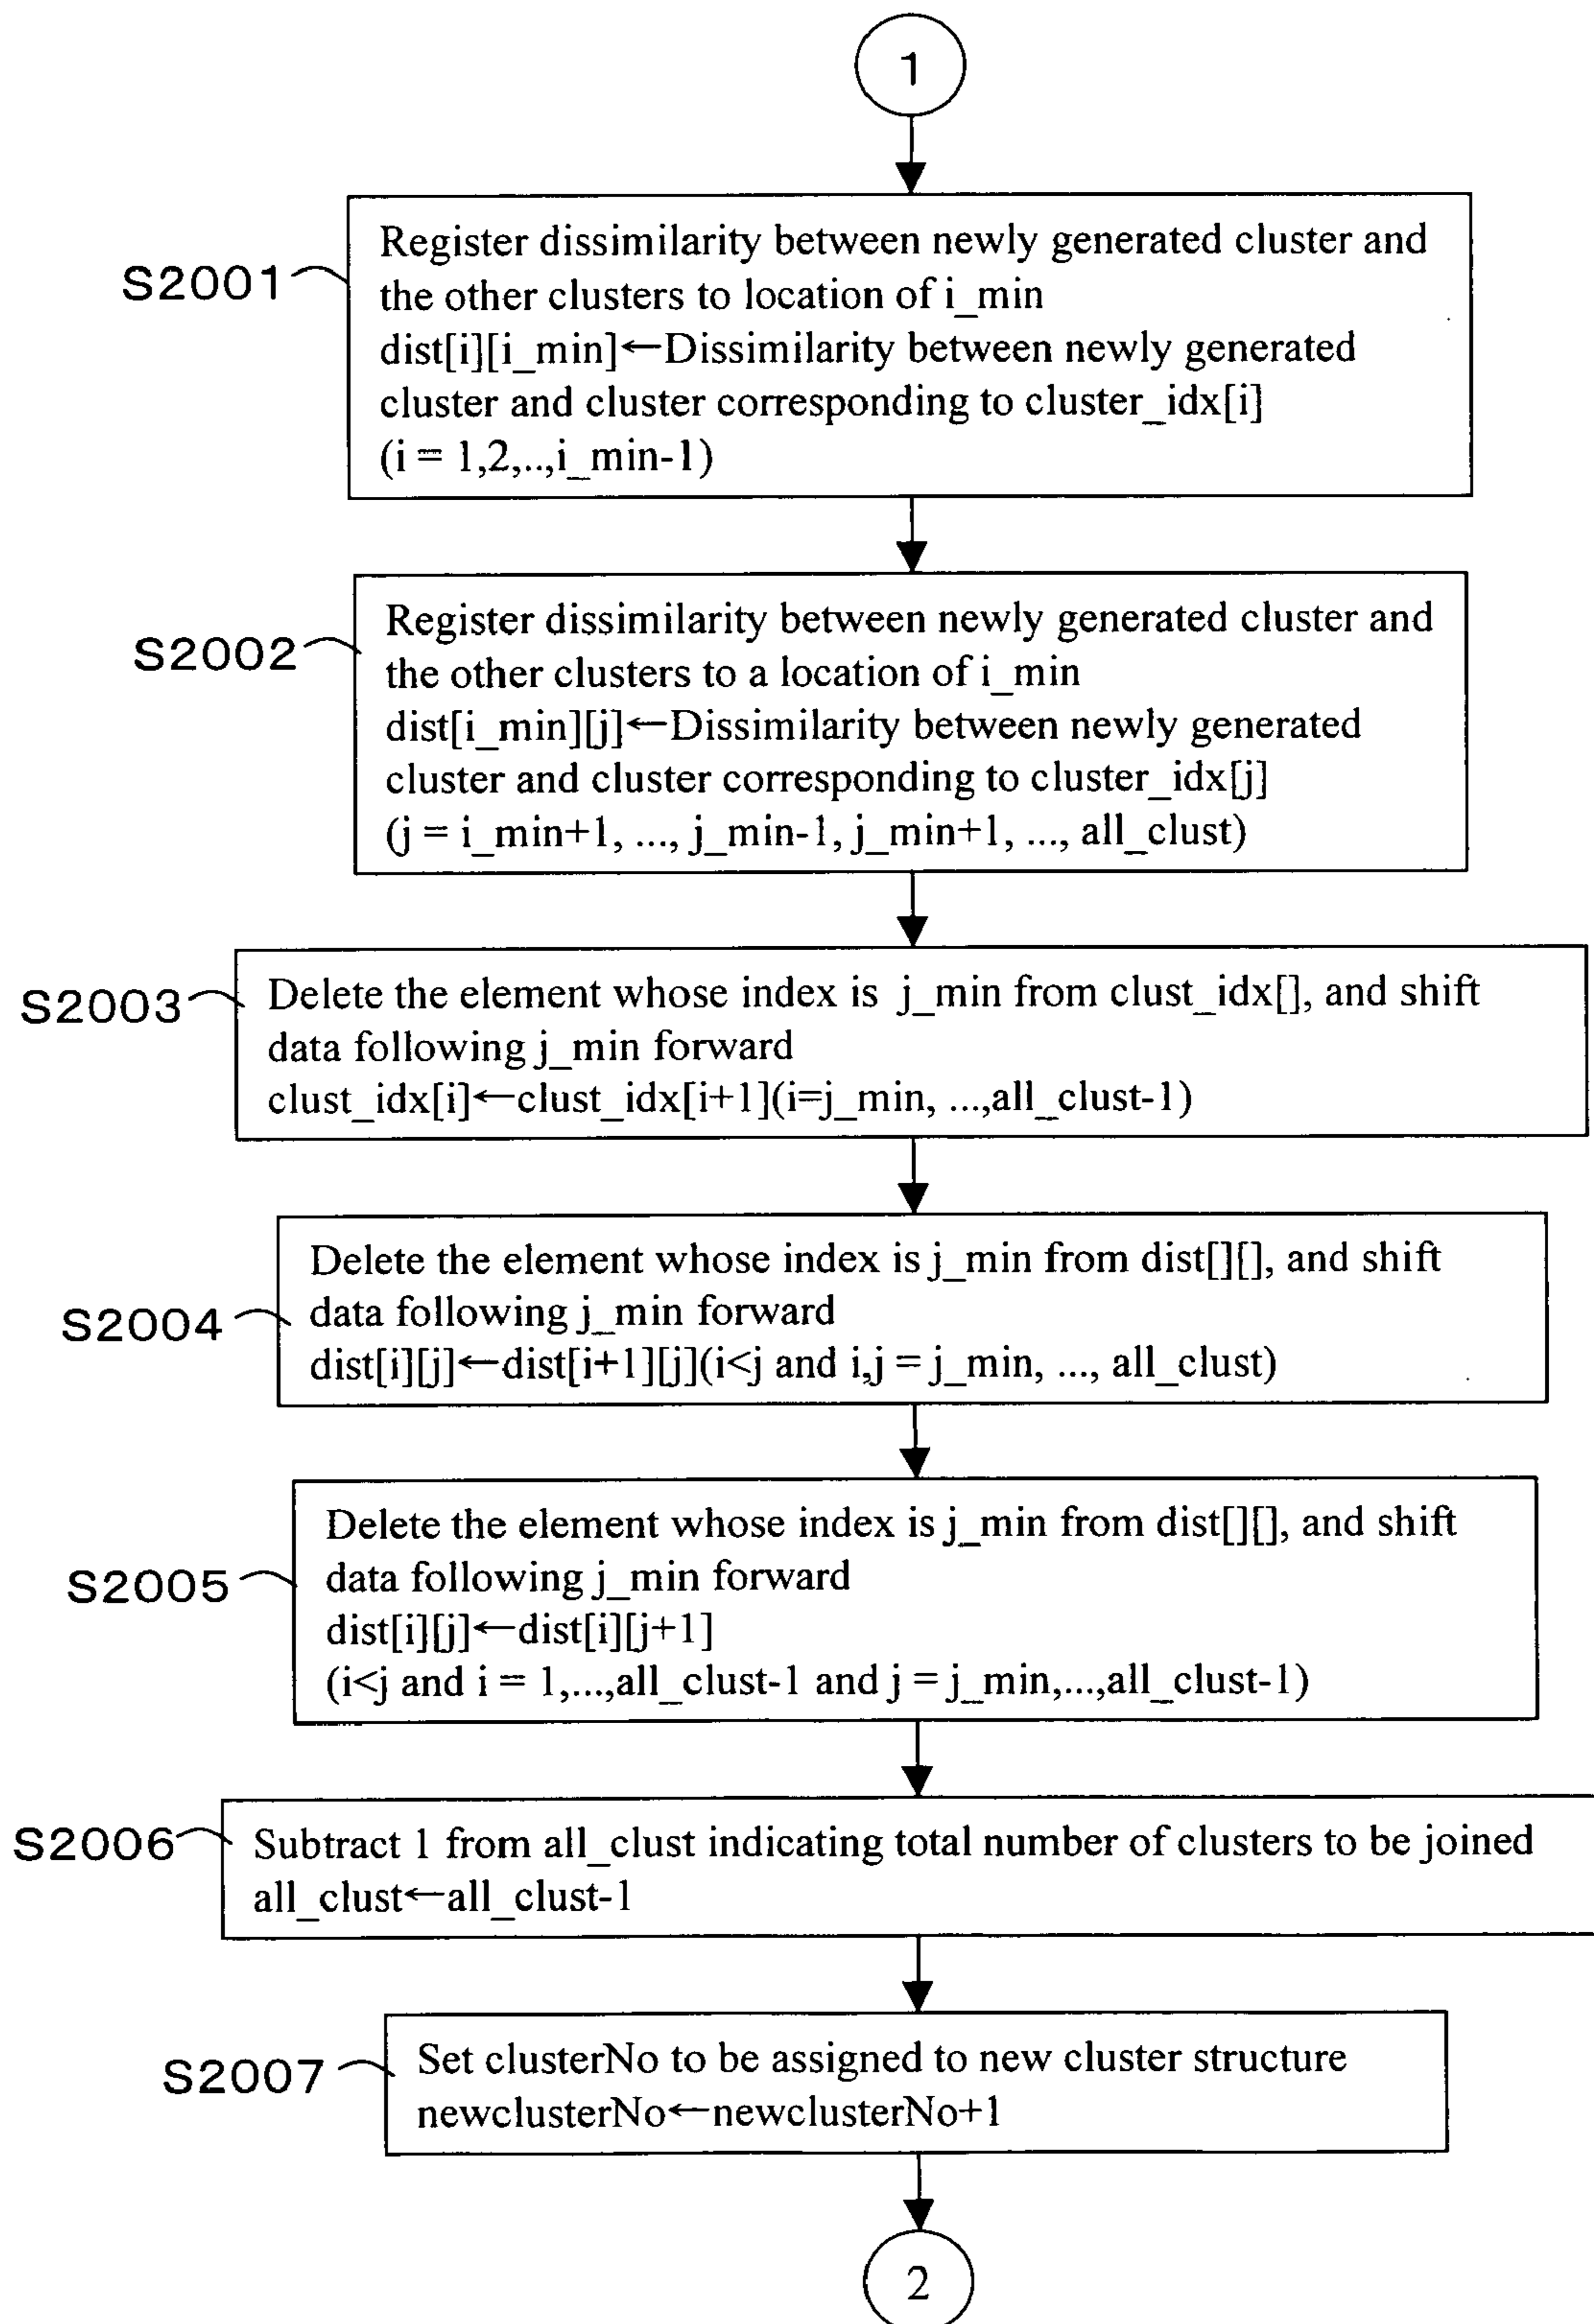 1
S2001
Register dissimilarity between newly generated cluster and
the other clusters to location of i_min
dist[i][i_min]←Dissimilarity between newly generated
cluster and cluster corresponding to cluster_idx[i]
(i = 1,2,..,i_min-1)
S2002
Register dissimilarity between newly generated cluster and
the other clusters to a location of i_min
dist[i_min][j]←Dissimilarity between newly generated
cluster and cluster corresponding to cluster_idx[j]
(j = i_min+1, ..., j_min-1, j_min+1, ..., all_clust)
S2003
Delete the element whose index is j_min from clust_idx[], and shift
data following j_min forward
clust_idx[i]←clust_idx[i+1](i=j_min, ...,all_clust-1)
S2004
Delete the element whose index is j_min from dist[][], and shift
data following j_min forward
dist[i][j]←dist[i+1][j](i<j and i,j = j_min, ..., all_clust)
S2005
Delete the element whose index is j_min from dist[][], and shift
data following j_min forward
dist[i][j]←dist[i][j+1]
(i<j and i = 1,...,all_clust-1 and j = j_min,...,all_clust-1)
S2006
Subtract 1 from all_clust indicating total number of clusters to be joined
all_clust←all_clust-1
S2007
Set clusterNo to be assigned to new cluster structure
newclusterNo←newclusterNo+1
2